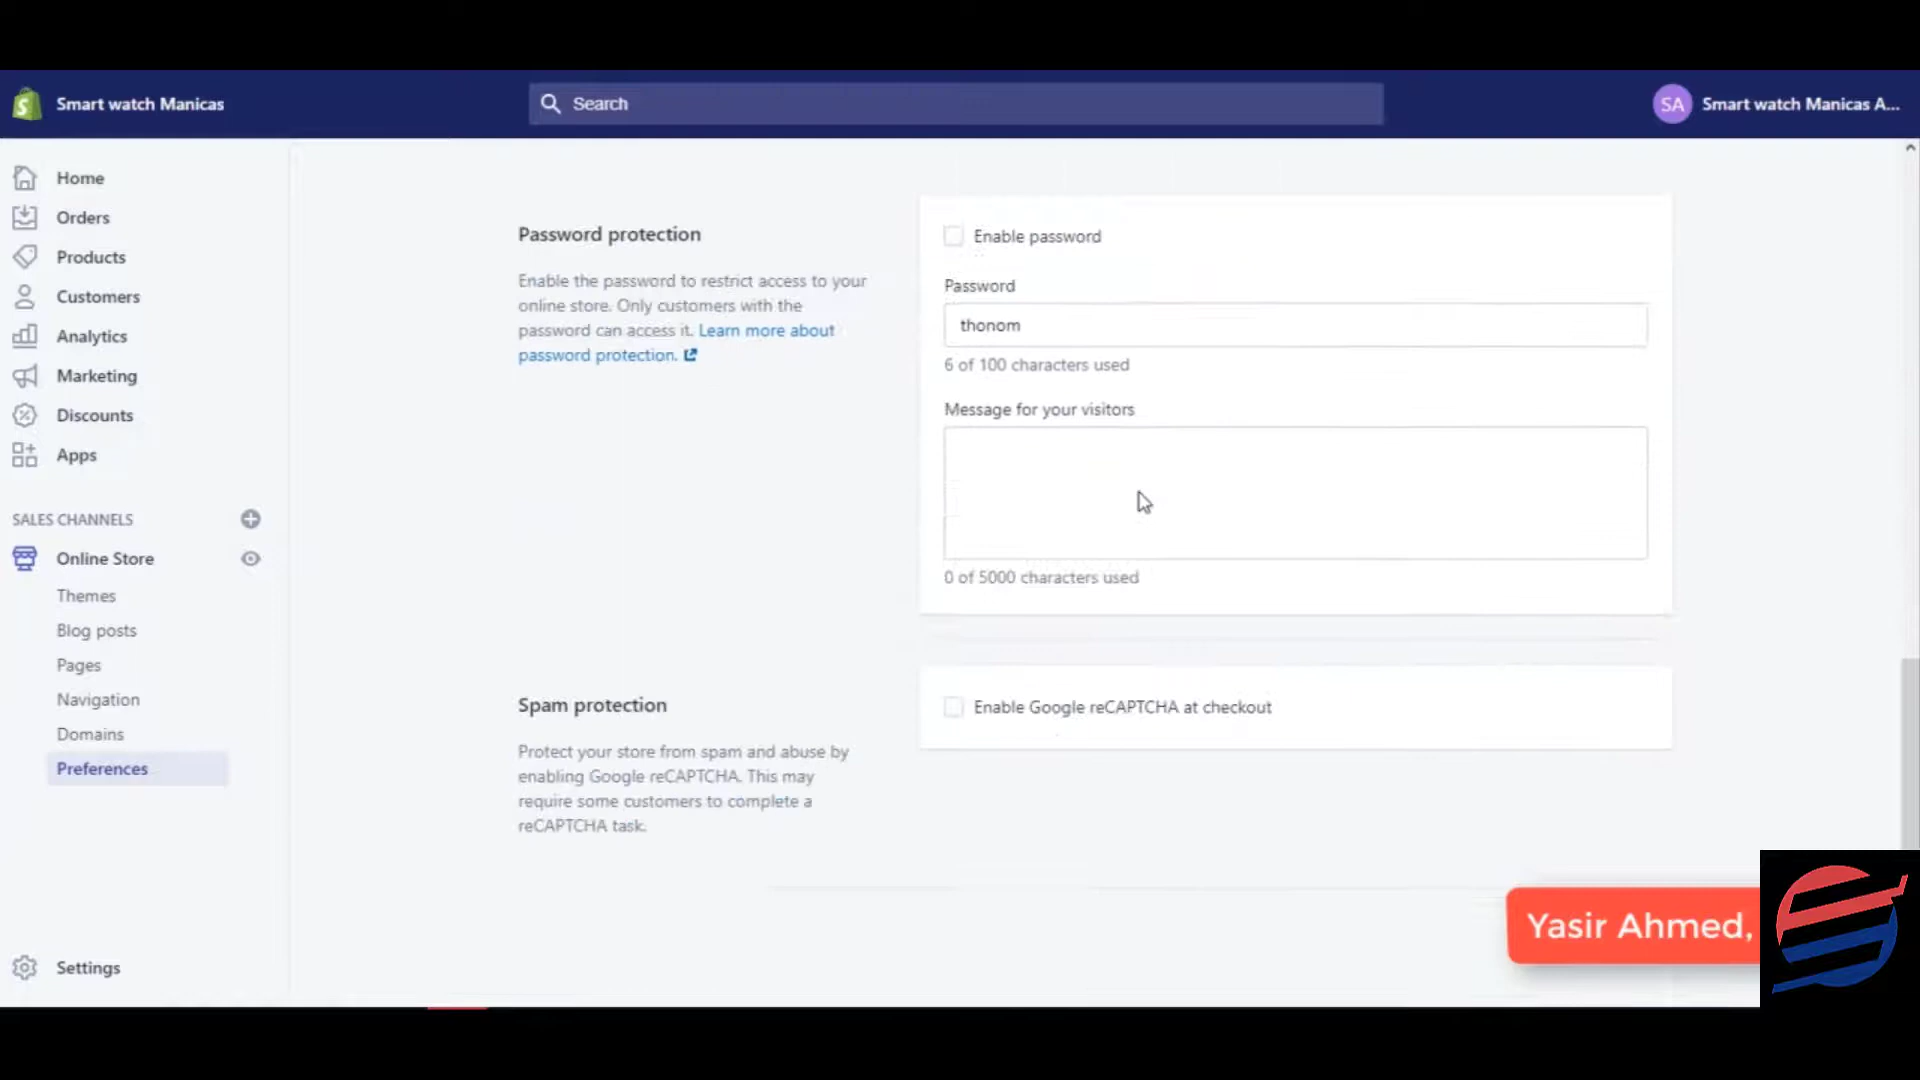 Smart watch Manicas
Search
SA
Smart watch Manicas A...
Home
Orders
Products
Customers
Analytics
Marketing
Discounts
Apps
SALES CHANNELS
Online Store
Themes
Blog posts
Pages
Navigation
Domains
Preferences
Settings
Password protection
Enable the password to restrict access to your
online store. Only customers with the
password can access it. Learn more about
password protection.
Enable password
Password
thonom
6 of 100 characters used
Message for your visitors
0 of 5000 characters used
Spam protection
Protect your store from spam and abuse by
enabling Google reCAPTCHA. This may
require some customers to complete a
reCAPTCHA task.
Enable Google reCAPTCHA at checkout
Yasir Ahmed,